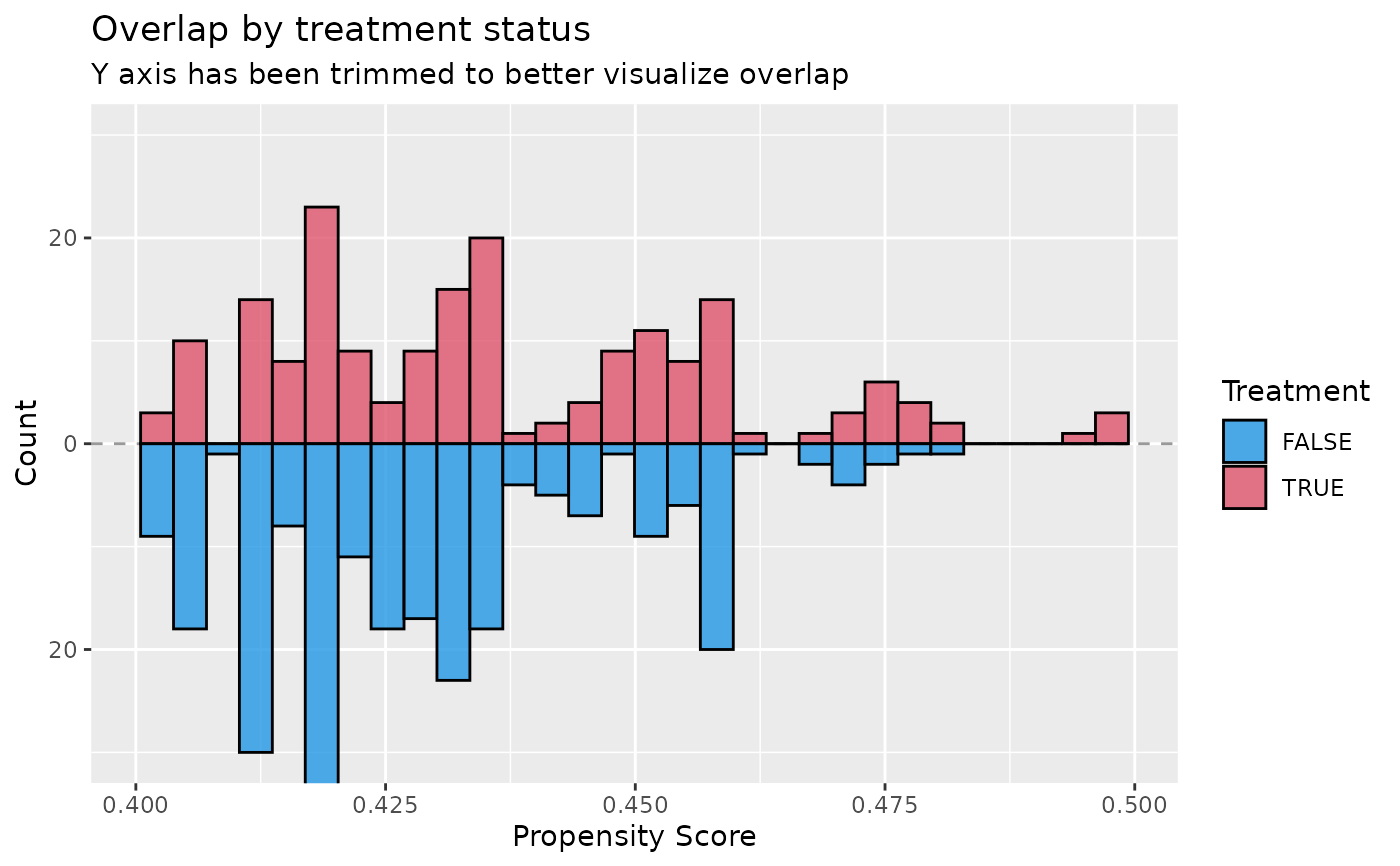 Overlap by treatment status
Y axis has been trimmed to better visualize overlap
Count
20
0
20
0.400 0.425 0.450 0.475 0.500
Propensity Score
Treatment
FALSE
TRUE